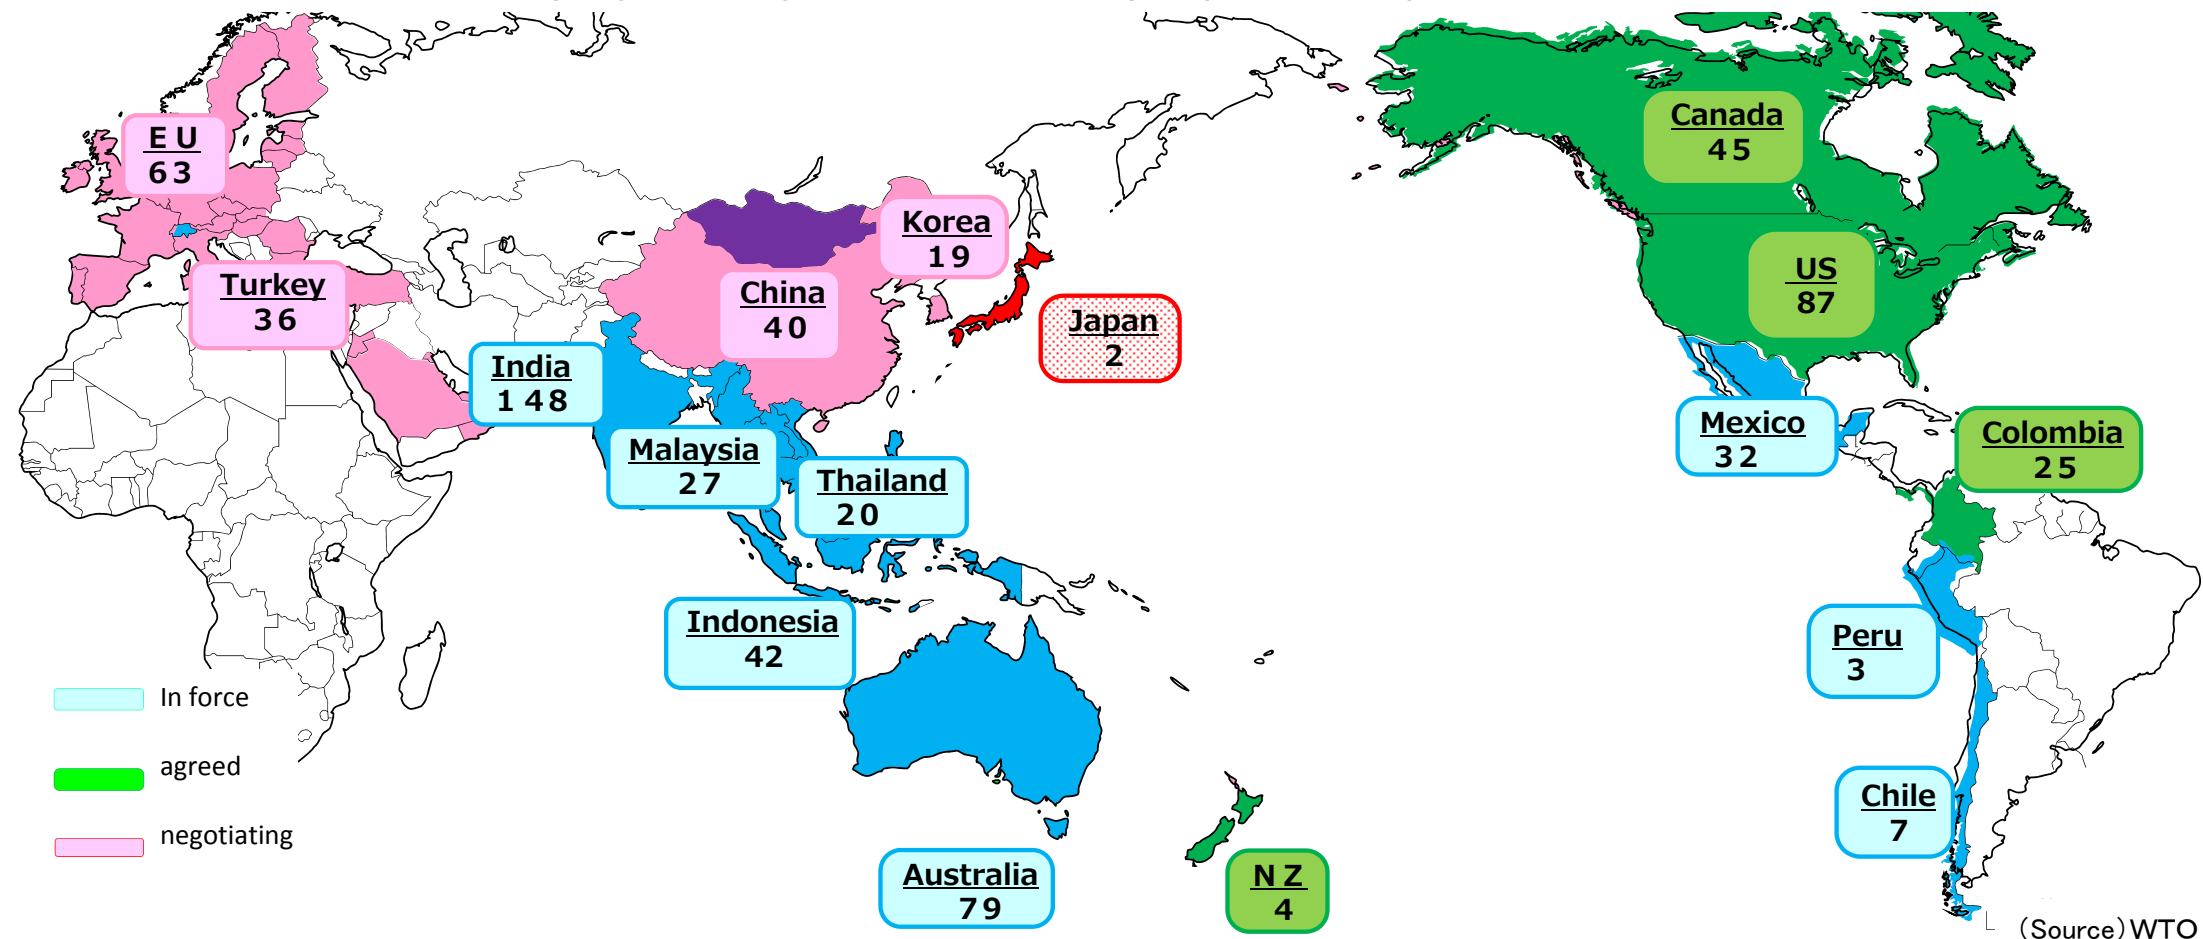 E U
63
Turkey
36
Korea
19
China
40
Japan
2
India
148
Malaysia
27
Thailand
20
Indonesia
42
Australia
79
N Z
4
Canada
45
US
87
Mexico
32
Colombia
25
Peru
3
Chile
7
In force
agreed
negotiating
(Source)WTO